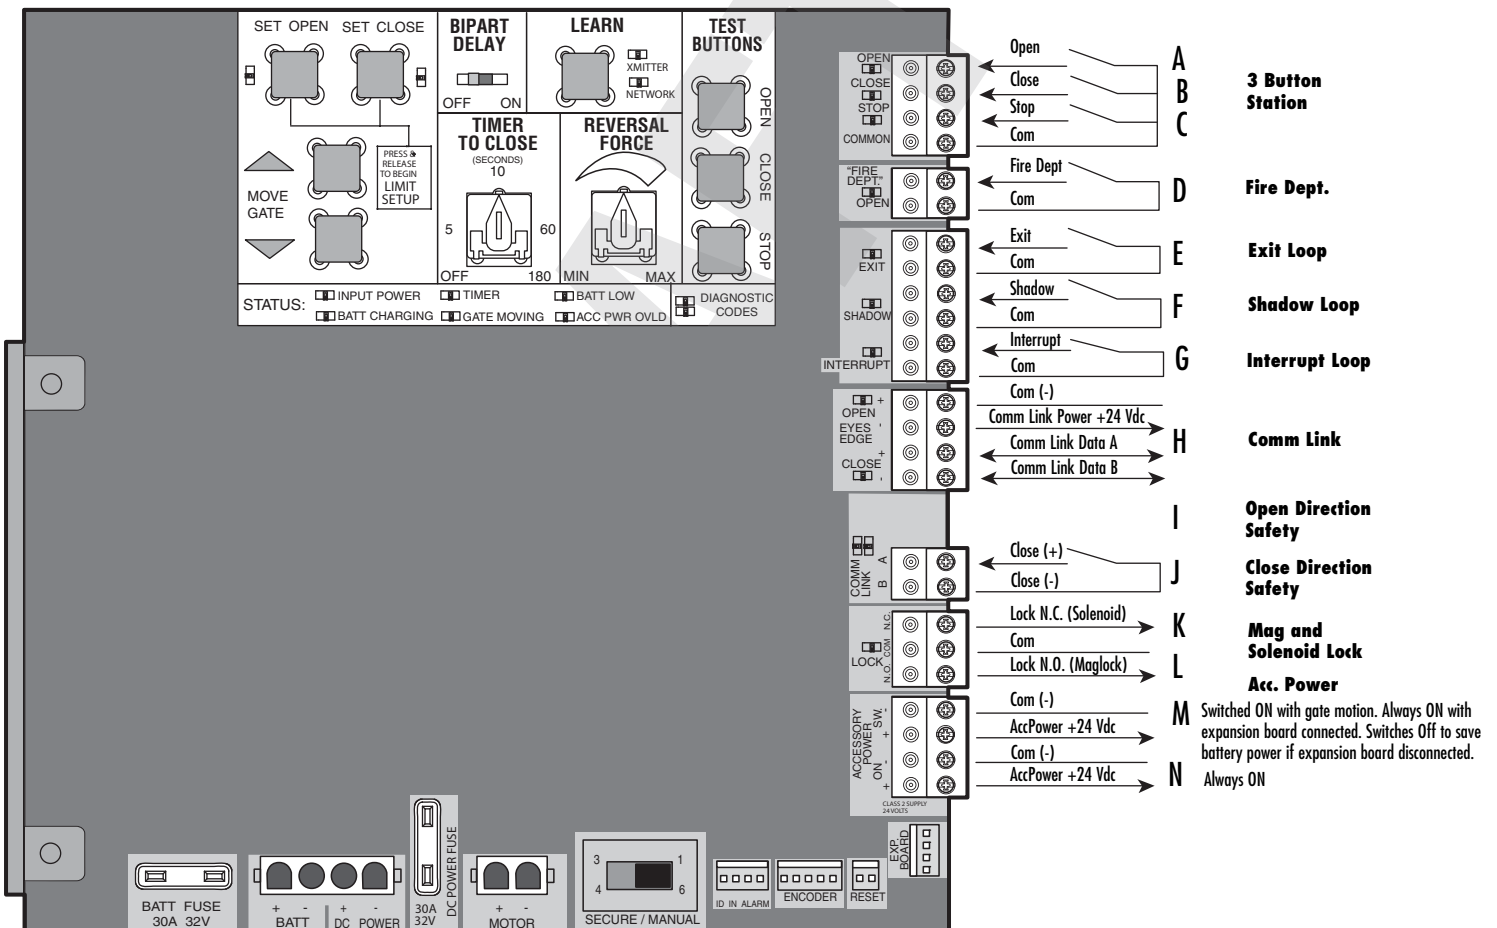 SET OPEN SET CLOSE
BIPART
DELAY
OFF ON
LEARN
XMITTER
NETWORK
TEST
BUTTONS
OPEN
CLOSE
STOP
PRESS &
RELEASE
TO BEGIN
LIMIT
SETUP
MOVE
GATE
TIMER
TO CLOSE
(SECONDS)
10
5 60
OFF 180
REVERSAL
FORCE
MIN MAX
STATUS: INPUT POWER TIMER BATT LOW
BATT CHARGING GATE MOVING ACC PWR OVLD
DIAGNOSTIC
CODES
OPEN
CLOSE
STOP
COMMON
"FIRE
DEPT."
OPEN
EXIT
SHADOW
INTERRUPT
+
OPEN
EYES -
EDGE
+
CLOSE
-
COMM
LINK
A
B
LOCK
N.C.
COM
N.O.
ACCESSORY
POWER
SW. - +
ON - +
CLASS 2 SUPPLY
24 VOLTS
Open A
Close B
Stop C
Com
3 Button
Station
Fire Dept
Com
D Fire Dept.
Exit
Com
E Exit Loop
Shadow
Com
F Shadow Loop
Interrupt
Com
G Interrupt Loop
Com (-)
Comm Link Power +24 Vdc
Comm Link Data A
Comm Link Data B
H Comm Link
I Open Direction
Safety
Close (+)
Close (-)
J Close Direction
Safety
Lock N.C. (Solenoid) K
Com
Lock N.O. (Maglock) L
Mag and
Solenoid Lock
Acc. Power
Com (-)
AccPower +24 Vdc
M Switched ON with gate motion. Always ON with
expansion board connected. Switches Off to save
battery power if expansion board disconnected.
Com (-)
AccPower +24 Vdc
N Always ON
BATT FUSE
30A 32V
+ -
BATT
+ -
DC POWER
30A
32V
DC POWER FUSE
+ -
MOTOR
3 1
4 6
SECURE / MANUAL
ID IN ALARM
ENCODER
RESET
EXP.
BOARD